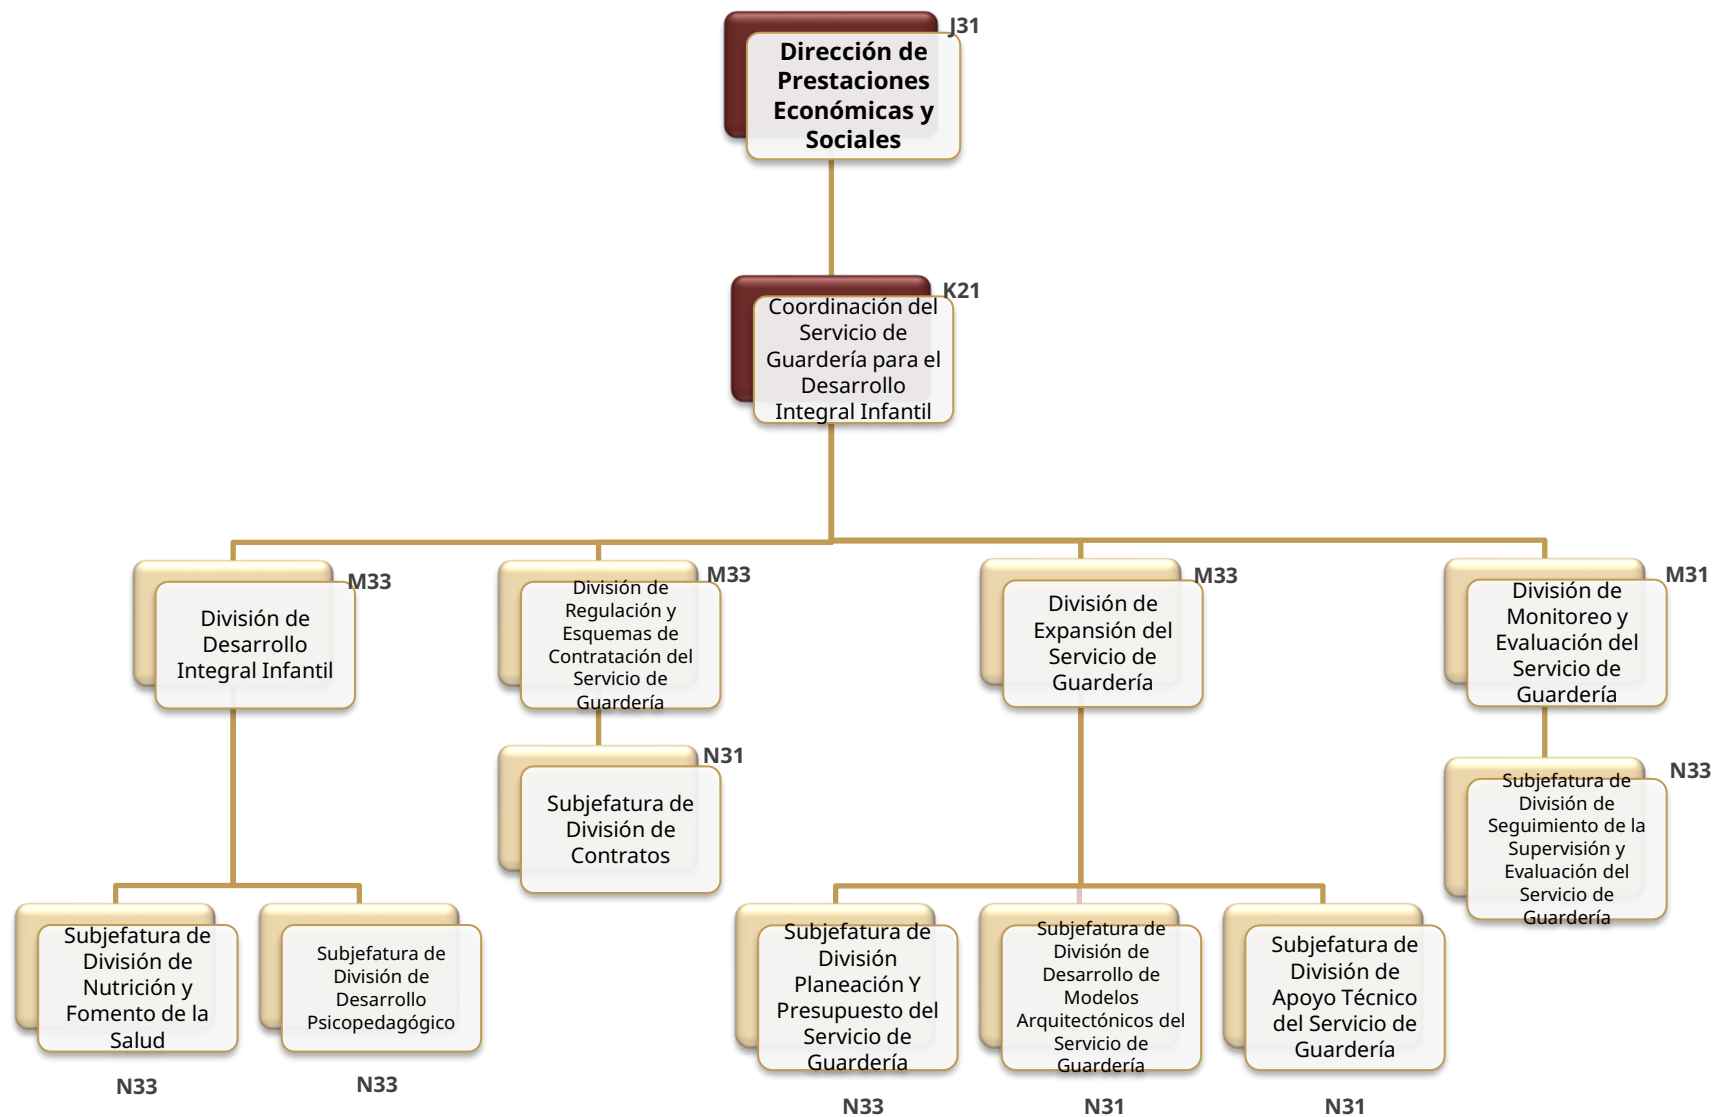 J31
Dirección de
Prestaciones
Económicas y
Sociales
K21
Coordinación del
Servicio de
Guardería para el
Desarrollo
Integral Infantil
M33
División de
Desarrollo
Integral Infantil
M33
División de
Regulación y
Esquemas de
Contratación del
Servicio de
Guardería
M33
División de
Expansión del
Servicio de
Guardería
M31
División de
Monitoreo y
Evaluación del
Servicio de
Guardería
N31
Subjefatura de
División de
Contratos
N33
Subjefatura de
División de
Seguimiento de la
Supervisión y
Evaluación del
Servicio de
Guardería
Subjefatura de
División de
Nutrición y
Fomento de la
Salud
N33
Subjefatura de
División de
Desarrollo
Psicopedagógico
N33
Subjefatura de
División
Planeación Y
Presupuesto del
Servicio de
Guardería
N33
Subjefatura de
División de
Desarrollo de
Modelos
Arquitectónicos del
Servicio de
Guardería
N31
Subjefatura de
División de
Apoyo Técnico
del Servicio de
Guardería
N31